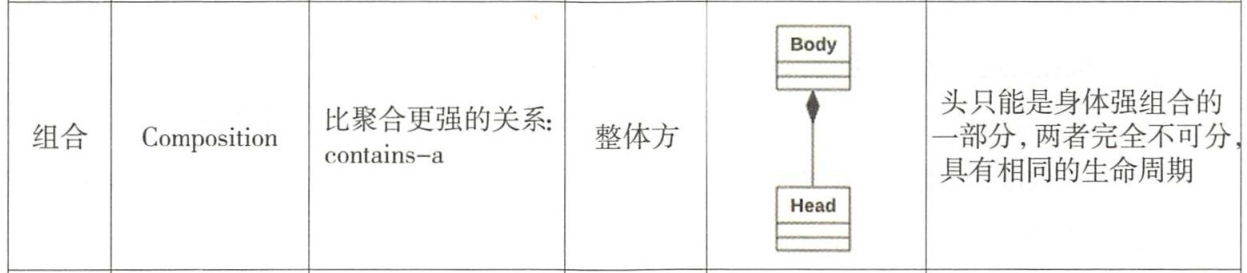 组合
Composition
比聚合更强的关系:
contains-a
整体方
Body
Head
头只能是身体强组合的
一部分，两者完全不可分，
具有相同的生命周期